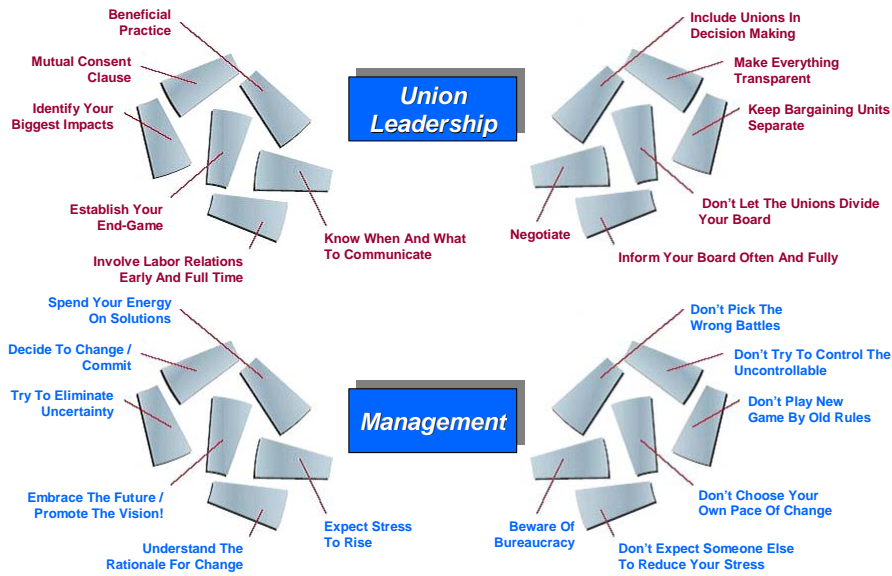 Beneficial
Practice
Mutual Consent
Clause
Identify Your
Biggest Impacts
Establish Your
End-Game
Involve Labor Relations
Early And Full Time
Know When And What
To Communicate
Union
Leadership
Include Unions In
Decision Making
Make Everything
Transparent
Keep Bargaining Units
Separate
Don't Let The Unions Divide
Your Board
Negotiate
Inform Your Board Often And Fully
Spend Your Energy
On Solutions
Decide To Change /
Commit
Try To Eliminate
Uncertainty
Embrace The Future /
Promote The Vision!
Understand The
Rationale For Change
Expect Stress
To Rise
Management
Don't Pick The
Wrong Battles
Don't Try To Control The
Uncontrollable
Don't Play New
Game By Old Rules
Don't Choose Your
Own Pace Of Change
Beware Of
Bureaucracy
Don't Expect Someone Else
To Reduce Your Stress